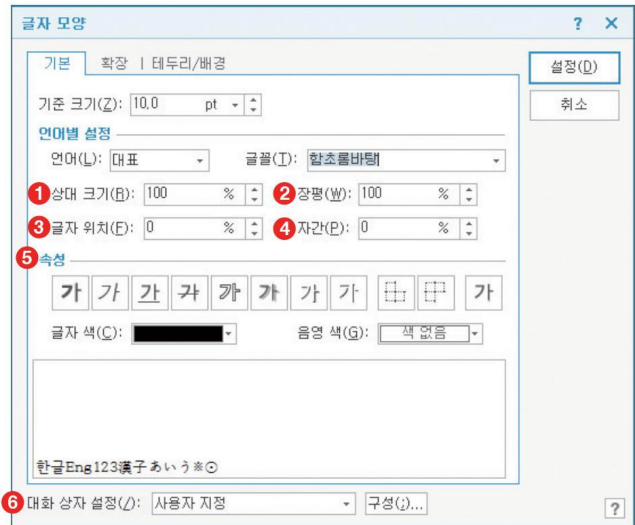 글자 모양 ? ×
기본 확장 | 테두리/배경
설정(D)
기준 크기(Z): 10.0 pt
취소
언어별 설정
언어(L): 대표 글꼴(T): 함초롬바탕
1 상대 크기(R): 100 % 2 장평(W): 100 %
3 글자 위치(F): 0 % 4 자간(P): 0 %
5 속성
가 가 가 가 가 가 가 가 가
글자 색(C): 음영 색(G): 색 없음
한글Eng123漢子あいう※⊙
6 대화 상자 설정(/): 사용자 지정 구성(;)... ?